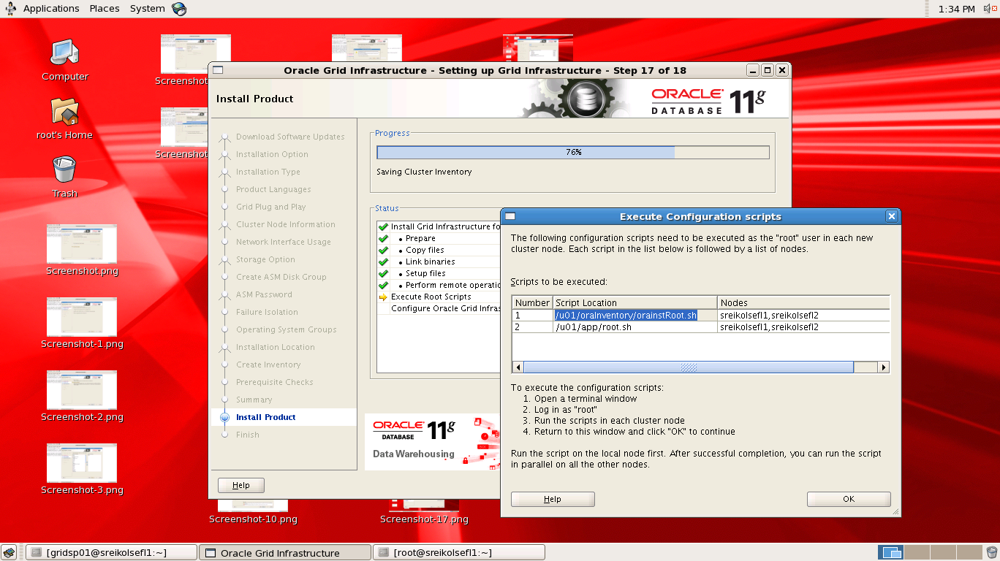 Applications Places System
1:34 PM
Computer
root's Home
Trash
Screenshot.png
Screenshot-1.png
Screenshot-2.png
Screenshot-3.png
Screenshot
Screenshot
Screenshot-10.png
Screenshot-17.png
Oracle Grid Infrastructure - Setting up Grid Infrastructure - Step 17 of 18
Install Product
ORACLE
DATABASE
11g
Download Software Updates
Installation Option
Installation Type
Product Languages
Grid Plug and Play
Cluster Node Information
Network Interface Usage
Storage Option
Create ASM Disk Group
ASM Password
Failure Isolation
Operating System Groups
Installation Location
Create Inventory
Prerequisite Checks
Summary
Install Product
Finish
Help
Progress
76%
Saving Cluster Inventory
Status
Install Grid Infrastructure fo
• Prepare
• Copy files
• Link binaries
• Setup files
• Perform remote operatio
Execute Root Scripts
Configure Oracle Grid Infras
ORACLE
DATABASE
11g
Data Warehousing
SQL
Execute Configuration scripts
The following configuration scripts need to be executed as the "root" user in each new
cluster node. Each script in the list below is followed by a list of nodes.
Scripts to be executed:
Number Script Location Nodes
1 /u01/oraInventory/orainstRoot.sh sreikolsefl1,sreikolsefl2
2 /u01/app/root.sh sreikolsefl1,sreikolsefl2
To execute the configuration scripts:
1. Open a terminal window
2. Log in as "root"
3. Run the scripts in each cluster node
4. Return to this window and click "OK" to continue
Run the script on the local node first. After successful completion, you can run the script
in parallel on all the other nodes.
Help
OK
[gridsp01@sreikolsefl1:~]
Oracle Grid Infrastructure
[root@sreikolsefl1:~]